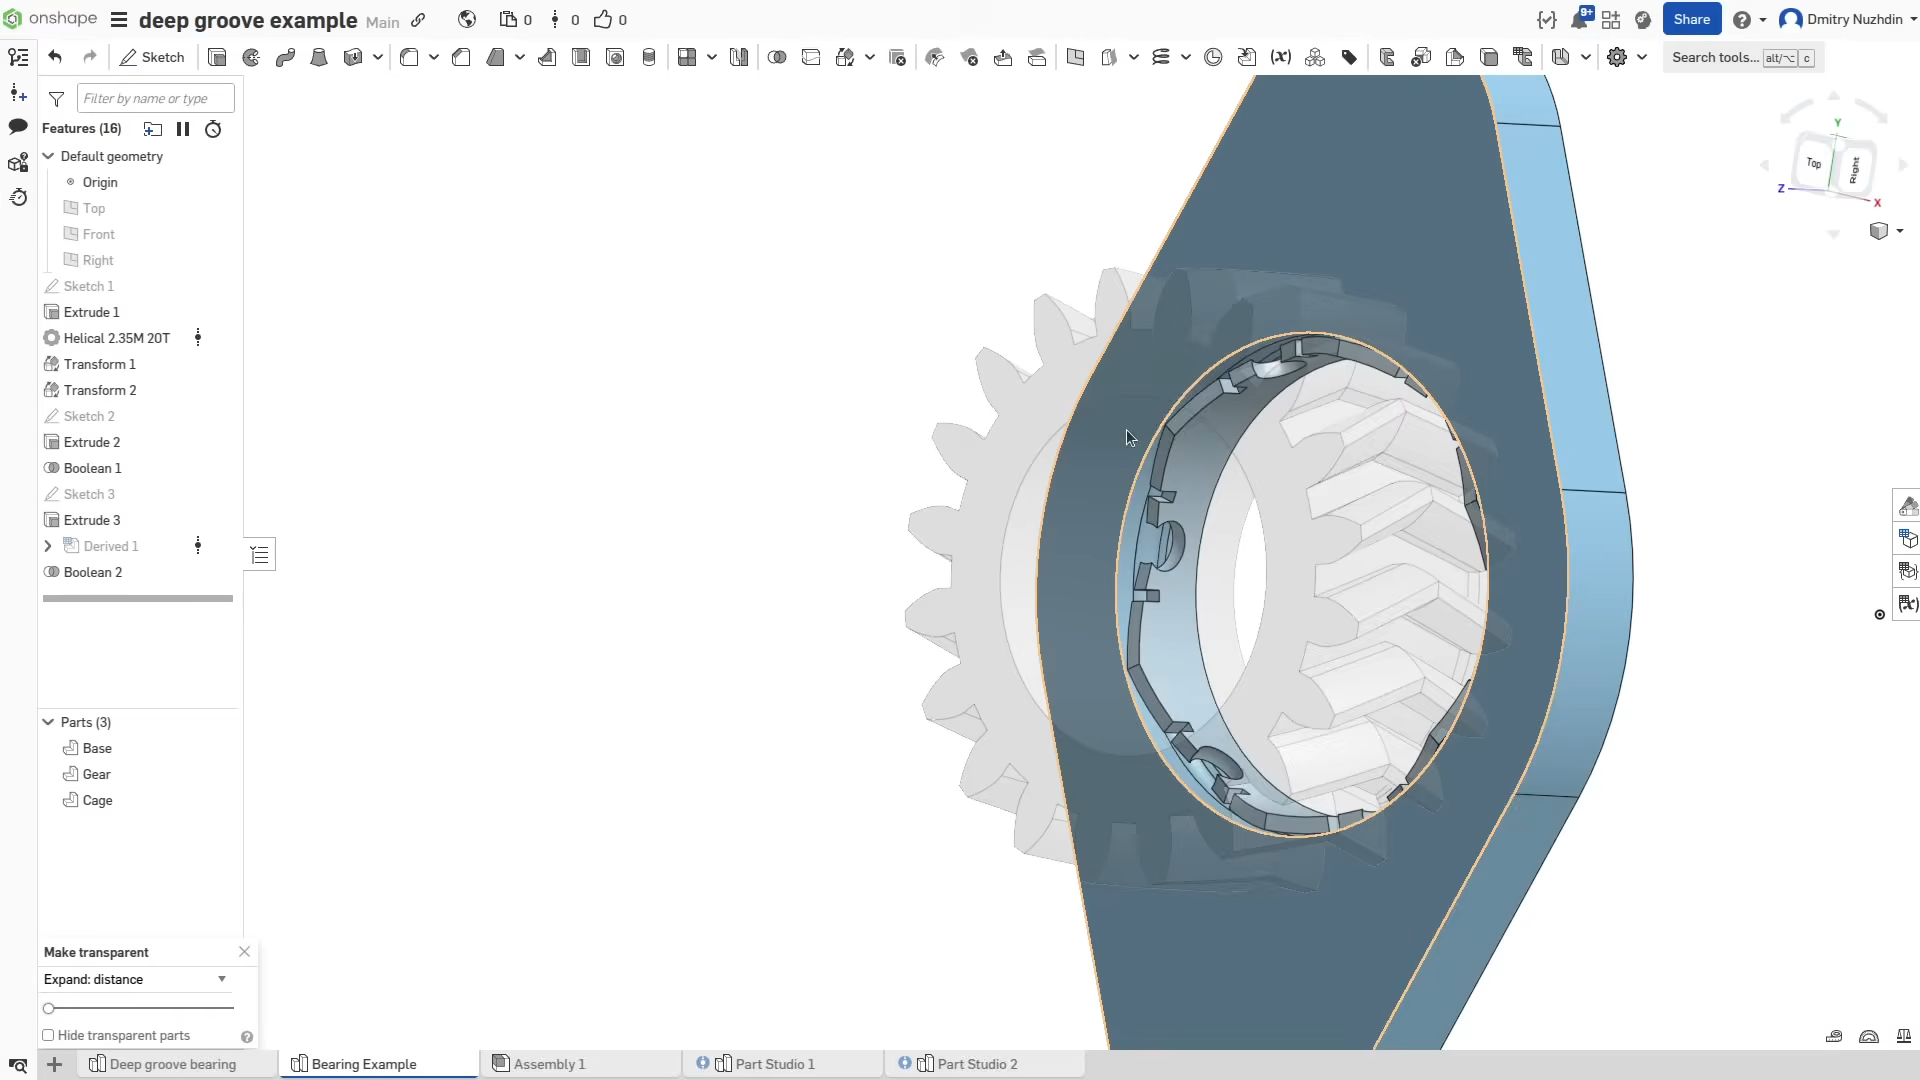 onshape deep groove example Main 0 0 0 9+ Share Dmitry Nuzhdin
Sketch Search tools... alt/⌥ c
Filter by name or type
Features (16)
Default geometry
Origin
Top
Front
Right
Sketch 1
Extrude 1
Helical 2.35M 20T
Transform 1
Transform 2
Sketch 2
Extrude 2
Boolean 1
Sketch 3
Extrude 3
Derived 1
Boolean 2
Parts (3)
Base
Gear
Cage
Make transparent
Expand: distance
Hide transparent parts
Y
Top Right
Z X
Deep groove bearing Bearing Example Assembly 1 Part Studio 1 Part Studio 2